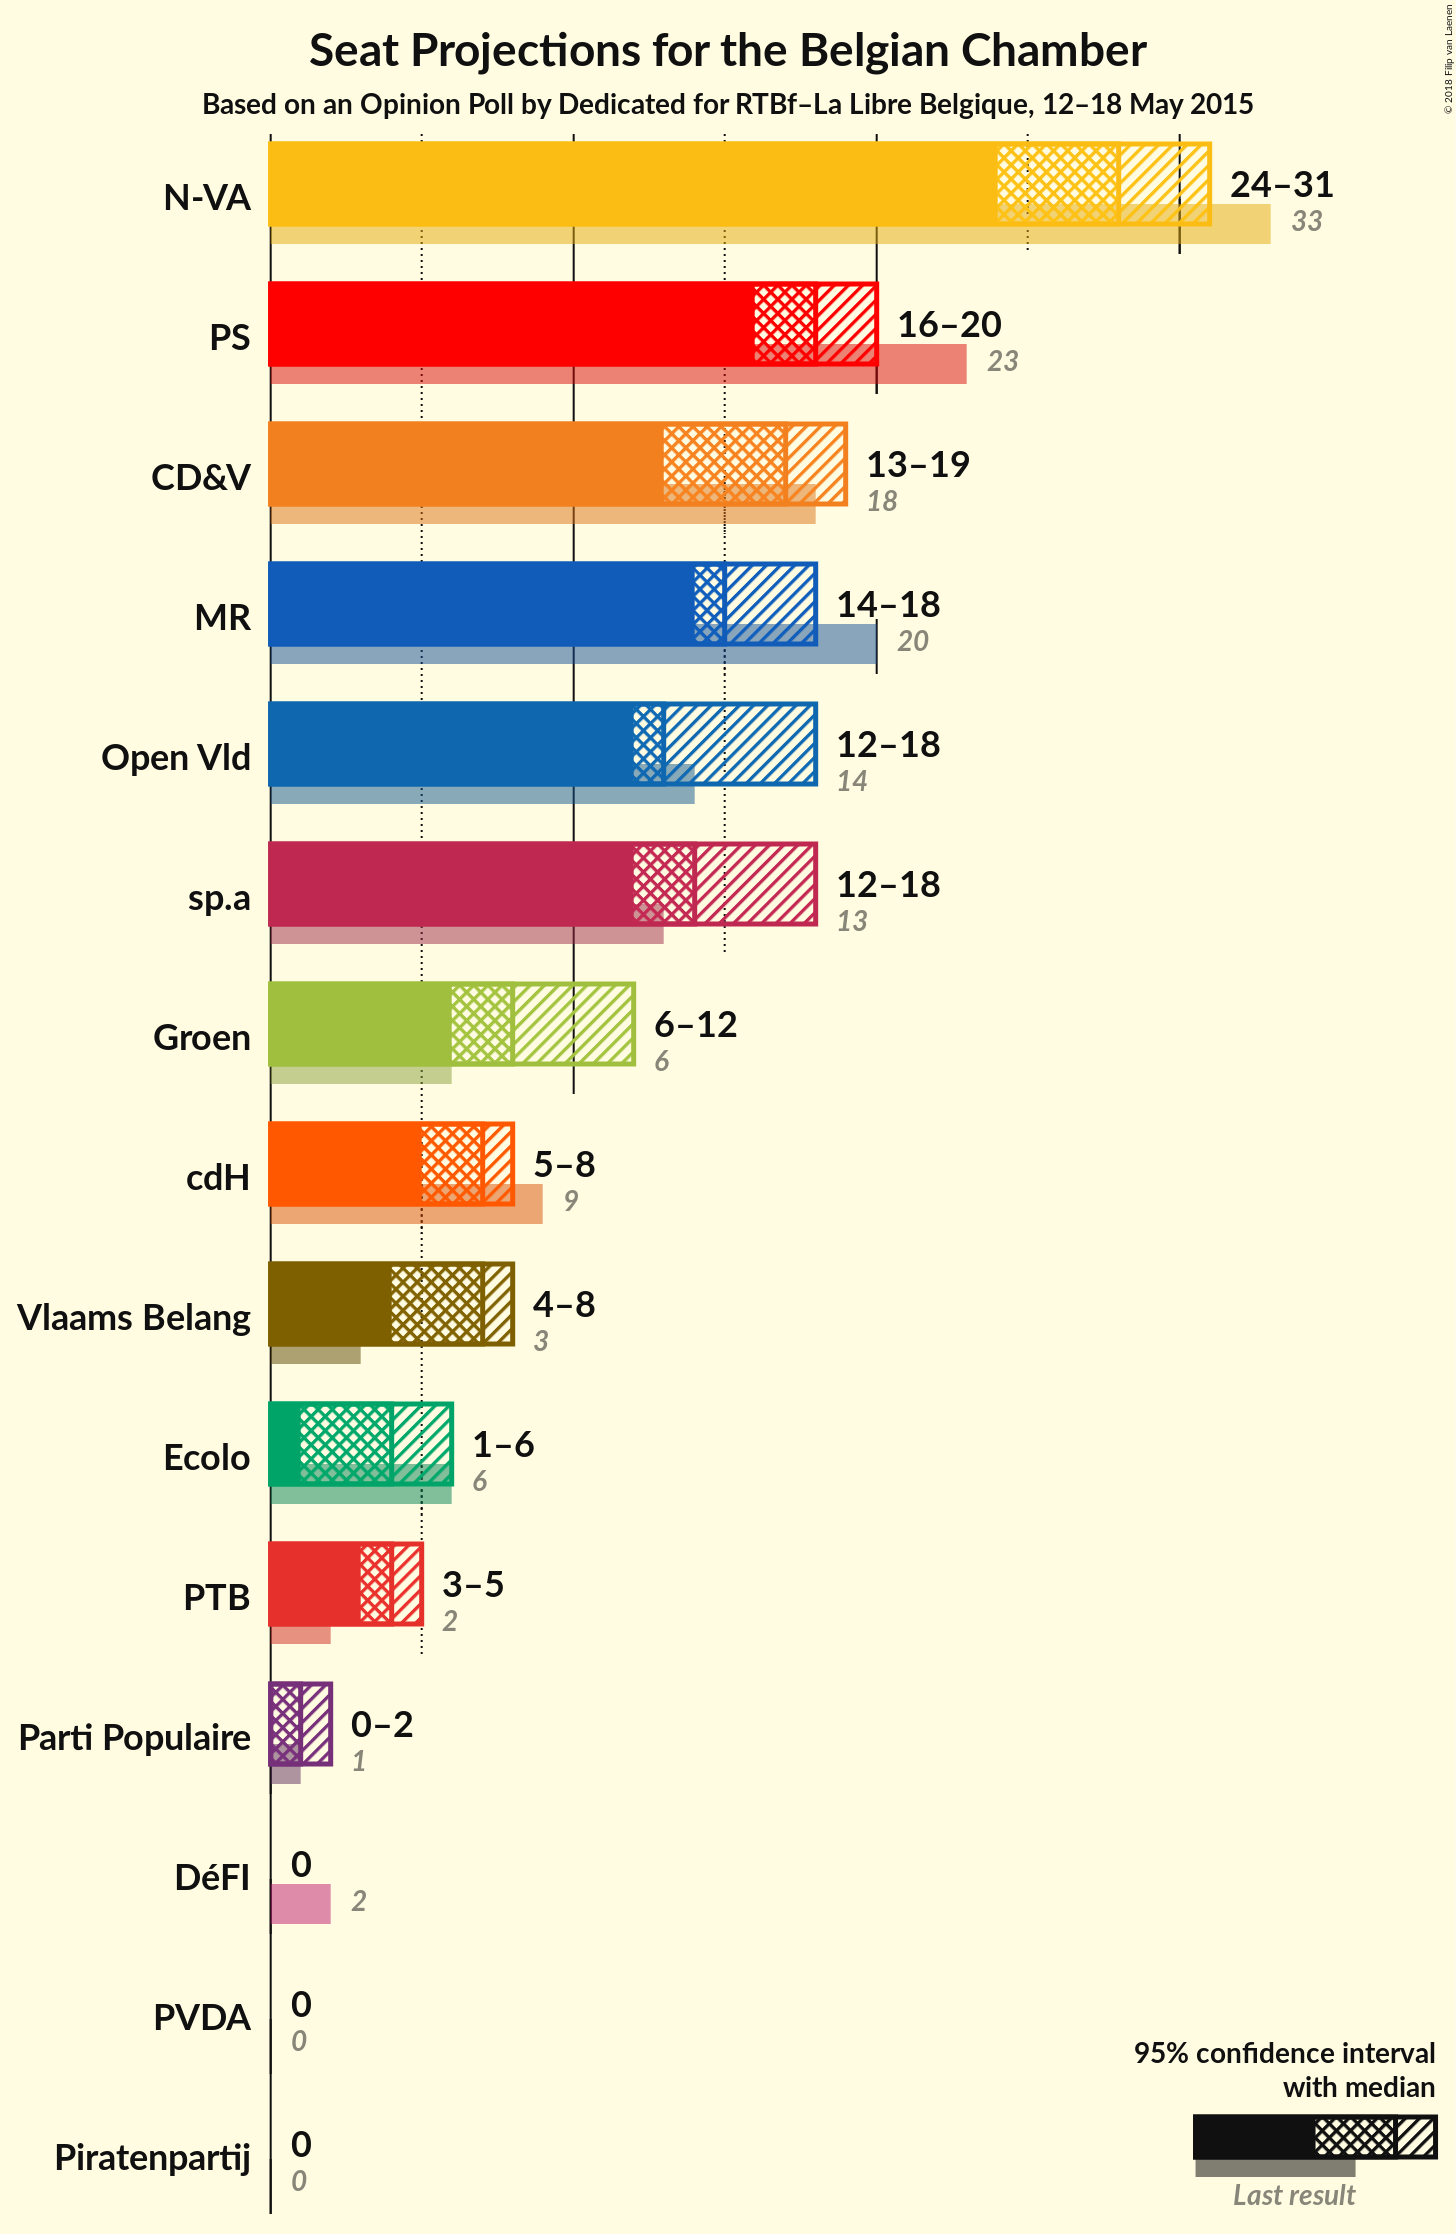 Seat Projections for the Belgian Chamber
Based on an Opinion Poll by Dedicated for RTBf–La Libre Belgique, 12–18 May 2015
© 2018 Filip van Laenen
N-VA
24–31
33
PS
16–20
23
CD&V
13–19
18
MR
14–18
20
Open Vld
12–18
14
sp.a
12–18
13
Groen
6–12
6
cdH
5–8
9
Vlaams Belang
4–8
3
Ecolo
1–6
6
PTB
3–5
2
Parti Populaire
0–2
1
DéFI
0
2
PVDA
0
0
Piratenpartij
0
0
95% confidence interval
with median
Last result